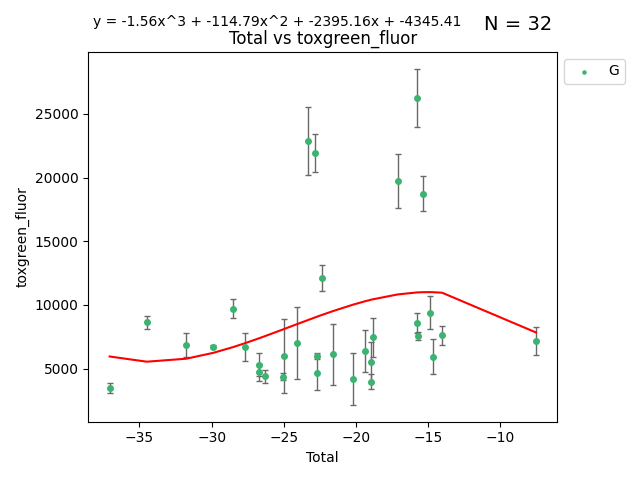 y = -1.56x^3 + -114.79x^2 + -2395.16x + -4345.41
N = 32
Total vs toxgreen_fluor
G
25000
20000
15000
10000
5000
toxgreen_fluor
−35
−30
−25
−20
−15
−10
Total